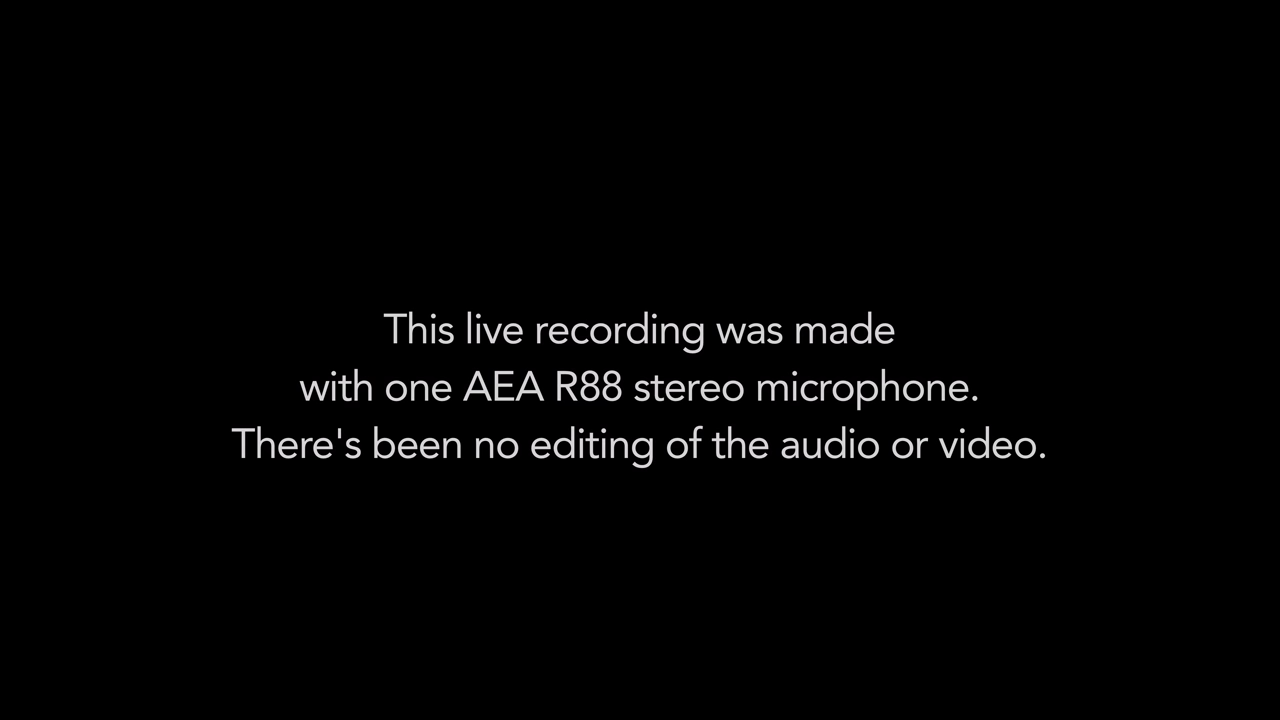 This live recording was made
with one AEA R88 stereo microphone.
There's been no editing of the audio or video.